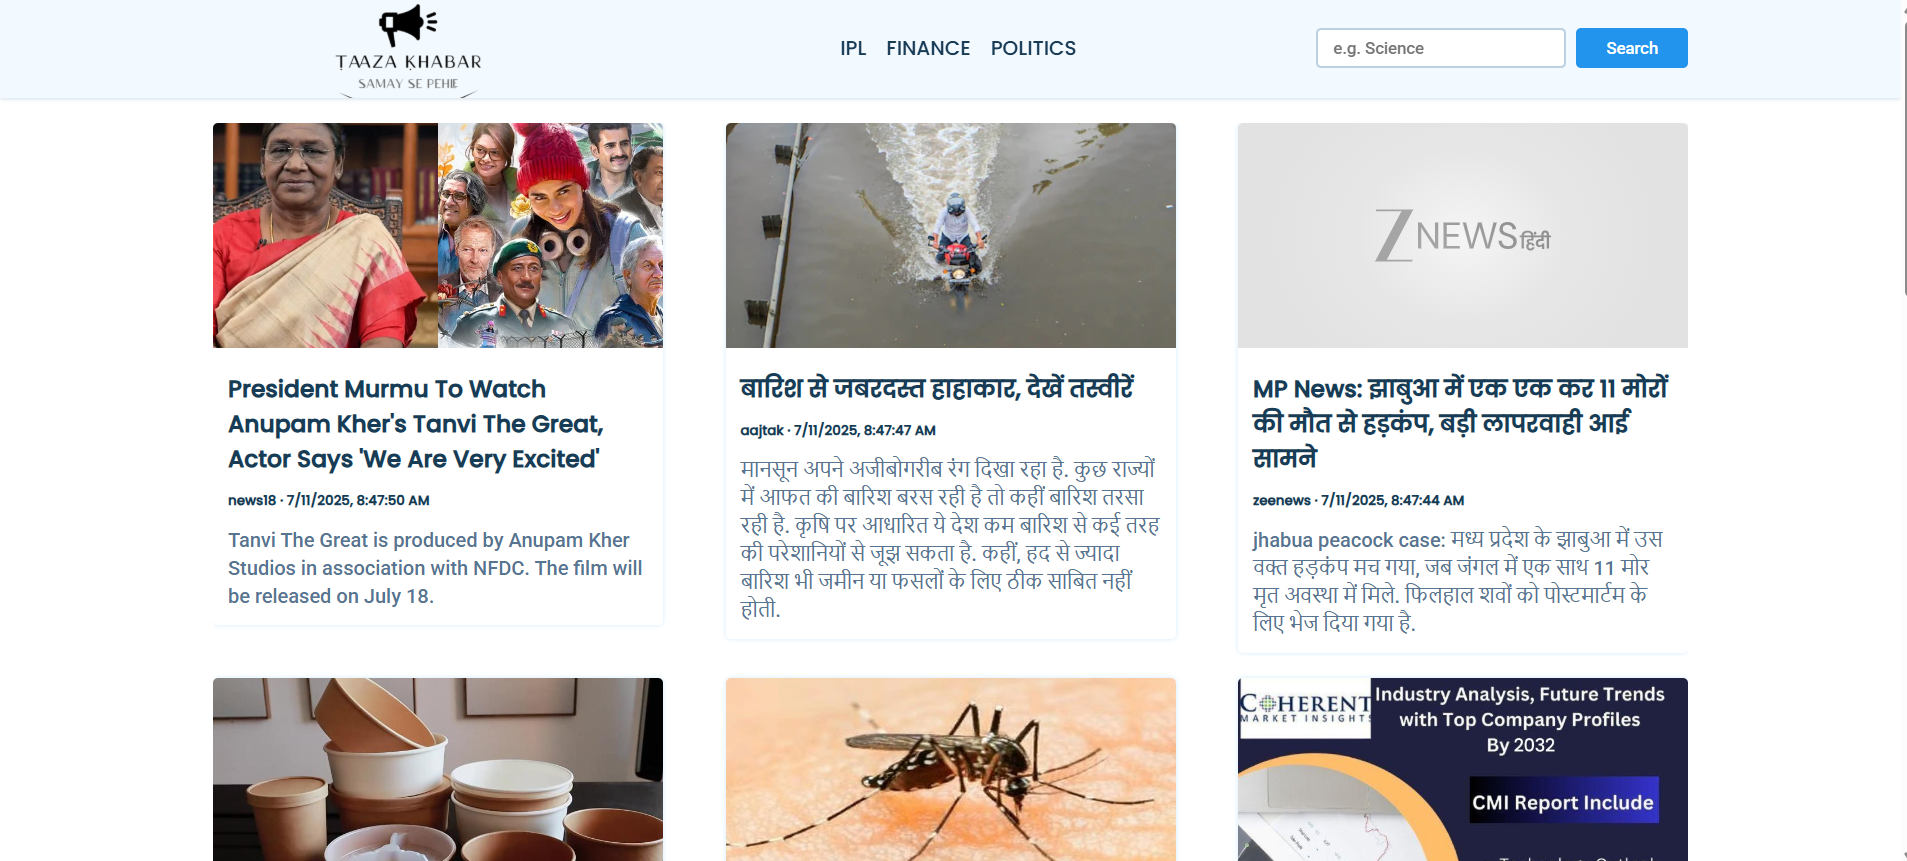 TAAZA KHABAR
SAMAY SE PEHLE
IPL FINANCE POLITICS
e.g. Science
Search
President Murmu To Watch
Anupam Kher's Tanvi The Great,
Actor Says 'We Are Very Excited'
news18 · 7/11/2025, 8:47:50 AM
Tanvi The Great is produced by Anupam Kher
Studios in association with NFDC. The film will
be released on July 18.
बारिश से जबरदस्त हाहाकार, देखें तस्वीरें
aajtak · 7/11/2025, 8:47:47 AM
मानसून अपने अजीबोगरीब रंग दिखा रहा है. कुछ राज्यों
में आफत की बारिश बरस रही है तो कहीं बारिश तरसा
रही है. कृषि पर आधारित ये देश कम बारिश से कई तरह
की परेशानियों से जूझ सकता है. कहीं, हद से ज्यादा
बारिश भी जमीन या फसलों के लिए ठीक साबित नहीं
होती.
Z NEWS हिंदी
MP News: झाबुआ में एक एक कर 11 मोरों
की मौत से हड़कंप, बड़ी लापरवाही आई
सामने
zeenews · 7/11/2025, 8:47:44 AM
jhabua peacock case: मध्य प्रदेश के झाबुआ में उस
वक्त हड़कंप मच गया, जब जंगल में एक साथ 11 मोर
मृत अवस्था में मिले. फिलहाल शवों को पोस्टमार्टम के
लिए भेज दिया गया है.
COHERENT
MARKET INSIGHTS
Industry Analysis, Future Trends
with Top Company Profiles
By 2032
CMI Report Include